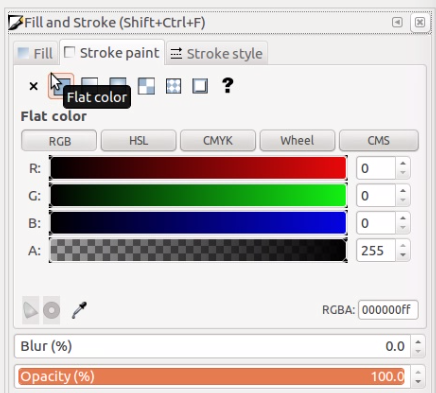 Fill and Stroke (Shift+Ctrl+F)
Fill Stroke paint Stroke style
?
Flat color
Flat color
RGB HSL CMYK Wheel CMS
R: 0
G: 0
B: 0
A: 255
RGBA: 000000ff
Blur (%) 0.0
Opacity (%) 100.0